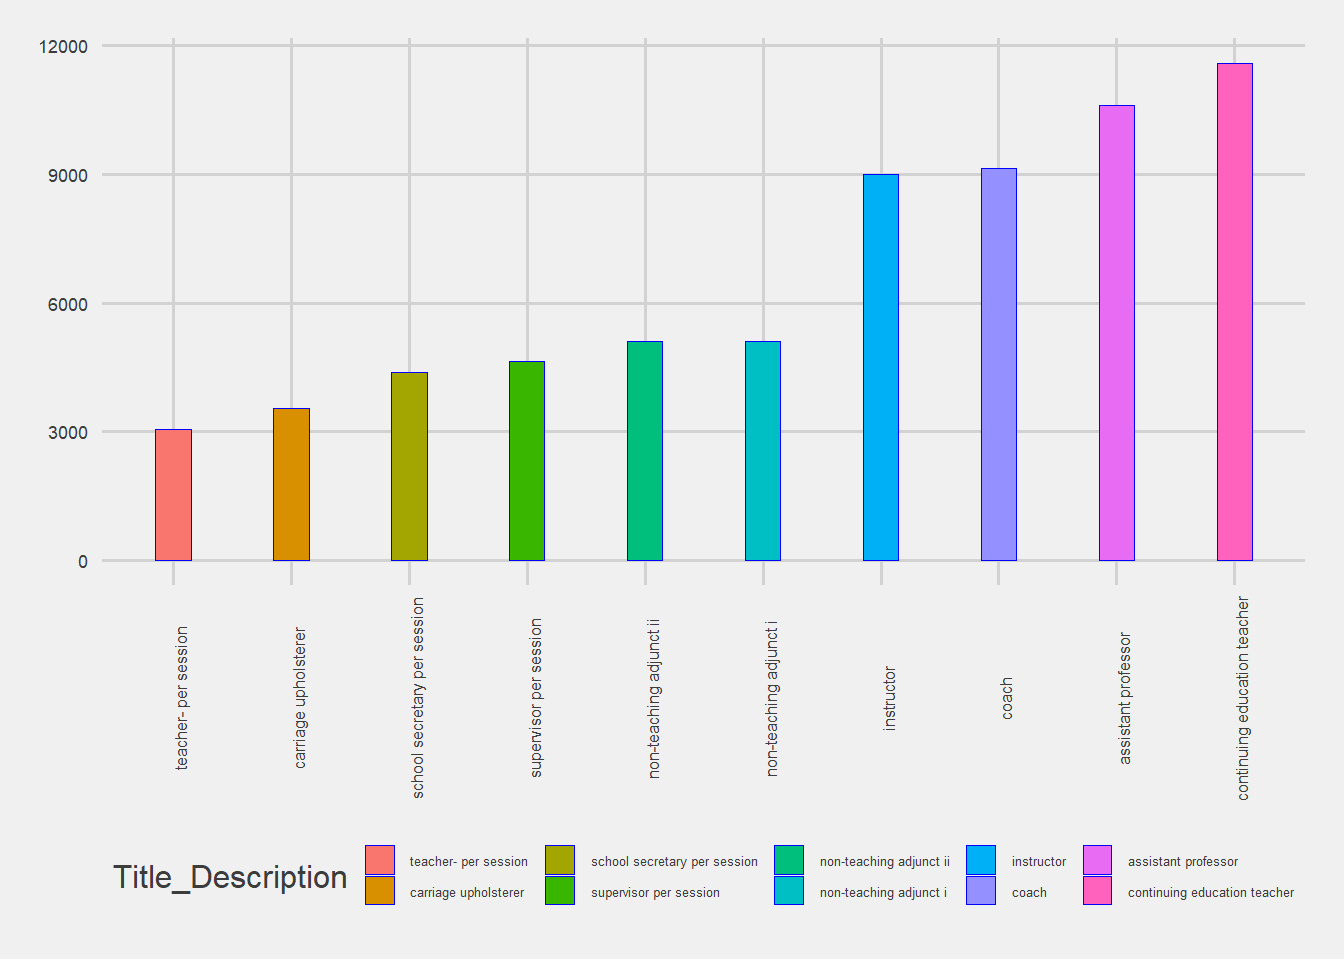 12000
9000
6000
3000
0
teacher- per session
carriage upholsterer
school secretary per session
supervisor per session
non-teaching adjunct ii
non-teaching adjunct i
instructor
coach
assistant professor
continuing education teacher
Title_Description
teacher- per session
carriage upholsterer
school secretary per session
supervisor per session
non-teaching adjunct ii
non-teaching adjunct i
instructor
coach
assistant professor
continuing education teacher